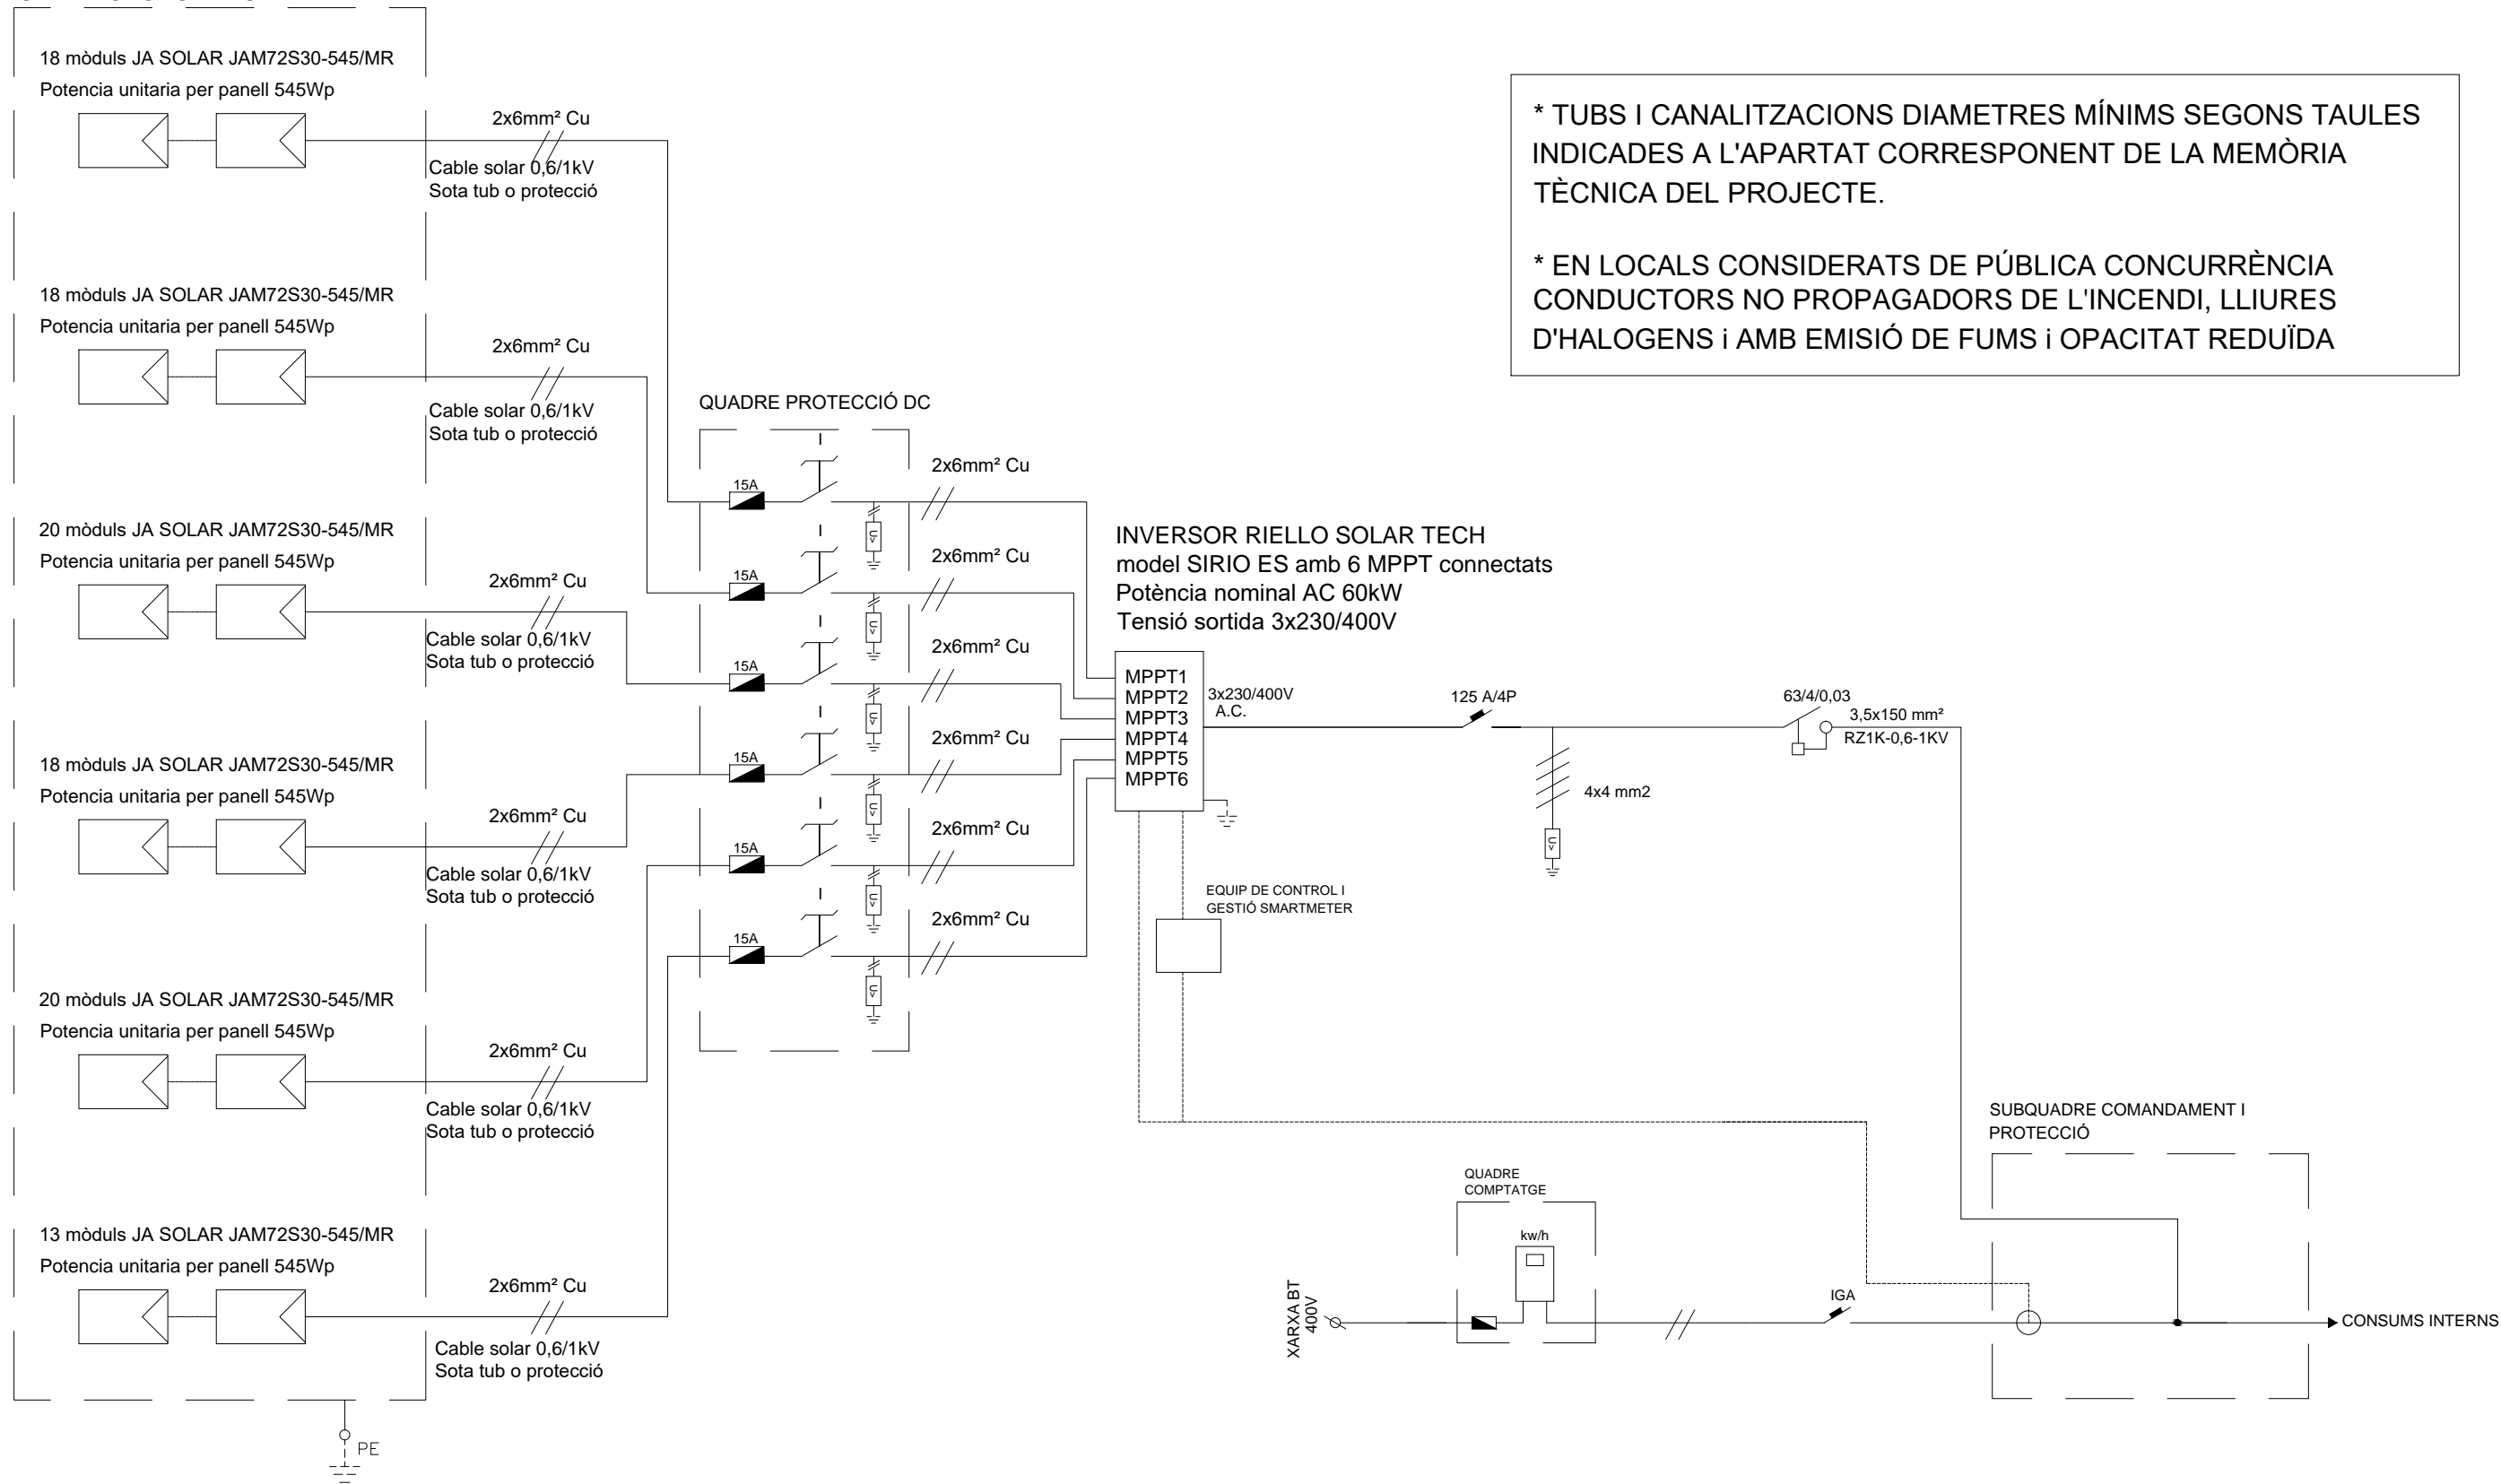 18 mòduls JA SOLAR JAM72S30-545/MR
Potencia unitaria per panell 545Wp
2x6mm² Cu
Cable solar 0,6/1kV
Sota tub o protecció
18 mòduls JA SOLAR JAM72S30-545/MR
Potencia unitaria per panell 545Wp
2x6mm² Cu
Cable solar 0,6/1kV
Sota tub o protecció
20 mòduls JA SOLAR JAM72S30-545/MR
Potencia unitaria per panell 545Wp
2x6mm² Cu
Cable solar 0,6/1kV
Sota tub o protecció
18 mòduls JA SOLAR JAM72S30-545/MR
Potencia unitaria per panell 545Wp
2x6mm² Cu
Cable solar 0,6/1kV
Sota tub o protecció
20 mòduls JA SOLAR JAM72S30-545/MR
Potencia unitaria per panell 545Wp
2x6mm² Cu
Cable solar 0,6/1kV
Sota tub o protecció
13 mòduls JA SOLAR JAM72S30-545/MR
Potencia unitaria per panell 545Wp
2x6mm² Cu
Cable solar 0,6/1kV
Sota tub o protecció
PE
QUADRE PROTECCIÓ DC
I
15A
U>
2x6mm² Cu
I
15A
U>
2x6mm² Cu
I
15A
U>
2x6mm² Cu
I
15A
U>
2x6mm² Cu
I
15A
U>
2x6mm² Cu
I
15A
U>
2x6mm² Cu
* TUBS I CANALITZACIONS DIAMETRES MÍNIMS SEGONS TAULES
INDICADES A L'APARTAT CORRESPONENT DE LA MEMÒRIA
TÈCNICA DEL PROJECTE.
* EN LOCALS CONSIDERATS DE PÚBLICA CONCURRÈNCIA
CONDUCTORS NO PROPAGADORS DE L'INCENDI, LLIURES
D'HALOGENS i AMB EMISIÓ DE FUMS i OPACITAT REDUÏDA
INVERSOR RIELLO SOLAR TECH
model SIRIO ES amb 6 MPPT connectats
Potència nominal AC 60kW
Tensió sortida 3x230/400V
MPPT1
MPPT2
MPPT3
MPPT4
MPPT5
MPPT6
3x230/400V
A.C.
125 A/4P
63/4/0,03
3,5x150 mm²
RZ1K-0,6-1KV
4x4 mm2
U>
EQUIP DE CONTROL I
GESTIÓ SMARTMETER
SUBQUADRE COMANDAMENT I
PROTECCIÓ
QUADRE
COMPTATGE
kw/h
XARXA BT
400V
IGA
CONSUMS INTERNS